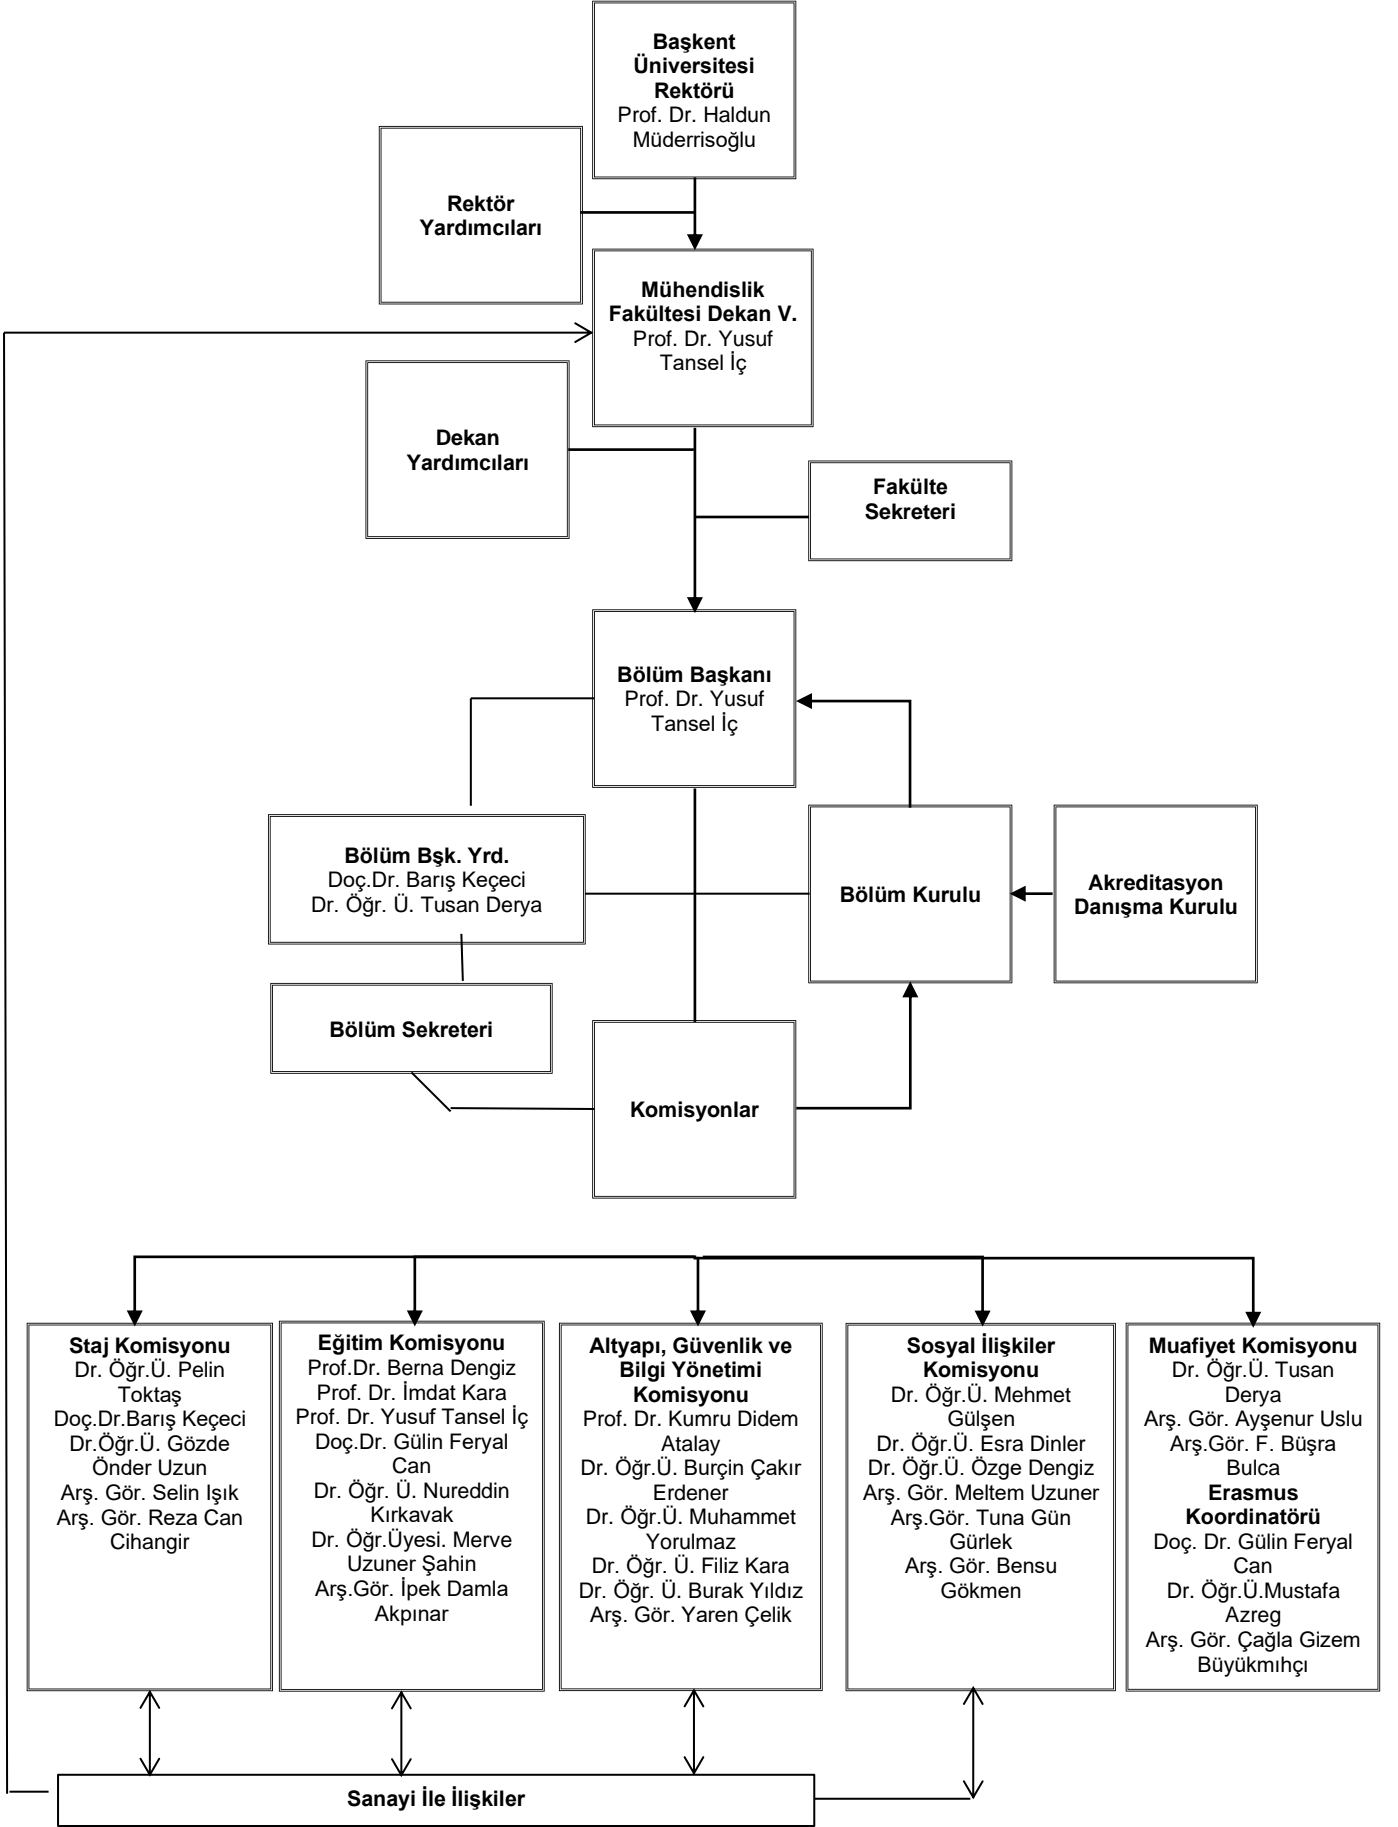 Başkent
Üniversitesi
Rektörü
Prof. Dr. Haldun
Müderrisoğlu
Rektör
Yardımcıları
Mühendislik
Fakültesi Dekan V.
Prof. Dr. Yusuf
Tansel İç
Dekan
Yardımcıları
Fakülte
Sekreteri
Bölüm Başkanı
Prof. Dr. Yusuf
Tansel İç
Bölüm Bşk. Yrd.
Doç.Dr. Barış Keçeci
Dr. Öğr. Ü. Tusan Derya
Bölüm Kurulu
Akreditasyon
Danışma Kurulu
Bölüm Sekreteri
Komisyonlar
Staj Komisyonu
Dr. Öğr.Ü. Pelin
Toktaş
Doç.Dr.Barış Keçeci
Dr.Öğr.Ü. Gözde
Önder Uzun
Arş. Gör. Selin Işık
Arş. Gör. Reza Can
Cihangir
Eğitim Komisyonu
Prof.Dr. Berna Dengiz
Prof. Dr. İmdat Kara
Prof. Dr. Yusuf Tansel İç
Doç.Dr. Gülin Feryal
Can
Dr. Öğr. Ü. Nureddin
Kırkavak
Dr. Öğr.Üyesi. Merve
Uzuner Şahin
Arş.Gör. İpek Damla
Akpınar
Altyapı, Güvenlik ve
Bilgi Yönetimi
Komisyonu
Prof. Dr. Kumru Didem
Atalay
Dr. Öğr.Ü. Burçin Çakır
Erdener
Dr. Öğr.Ü. Muhammet
Yorulmaz
Dr. Öğr. Ü. Filiz Kara
Dr. Öğr. Ü. Burak Yıldız
Arş. Gör. Yaren Çelik
Sosyal İlişkiler
Komisyonu
Dr. Öğr.Ü. Mehmet
Gülşen
Dr. Öğr.Ü. Esra Dinler
Dr. Öğr.Ü. Özge Dengiz
Arş. Gör. Meltem Uzuner
Arş.Gör. Tuna Gün
Gürlek
Arş. Gör. Bensu
Gökmen
Muafiyet Komisyonu
Dr. Öğr.Ü. Tusan
Derya
Arş. Gör. Ayşenur Uslu
Arş.Gör. F. Büşra
Bulca
Erasmus
Koordinatörü
Doç. Dr. Gülin Feryal
Can
Dr. Öğr.Ü.Mustafa
Azreg
Arş. Gör. Çağla Gizem
Büyükmıhçı
Sanayi İle İlişkiler